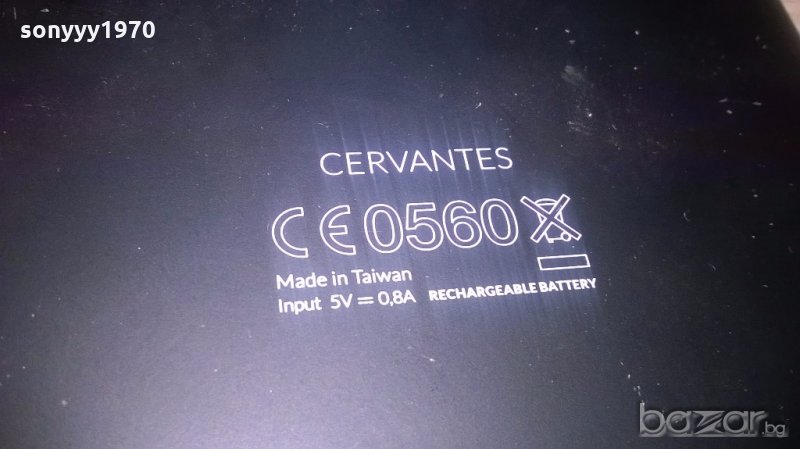 sonyyy1970
CERVANTES
CE0560
Made in Taiwan
Input 5V = 0,8A RECHARGEABLE BATTERY
bazar.bg